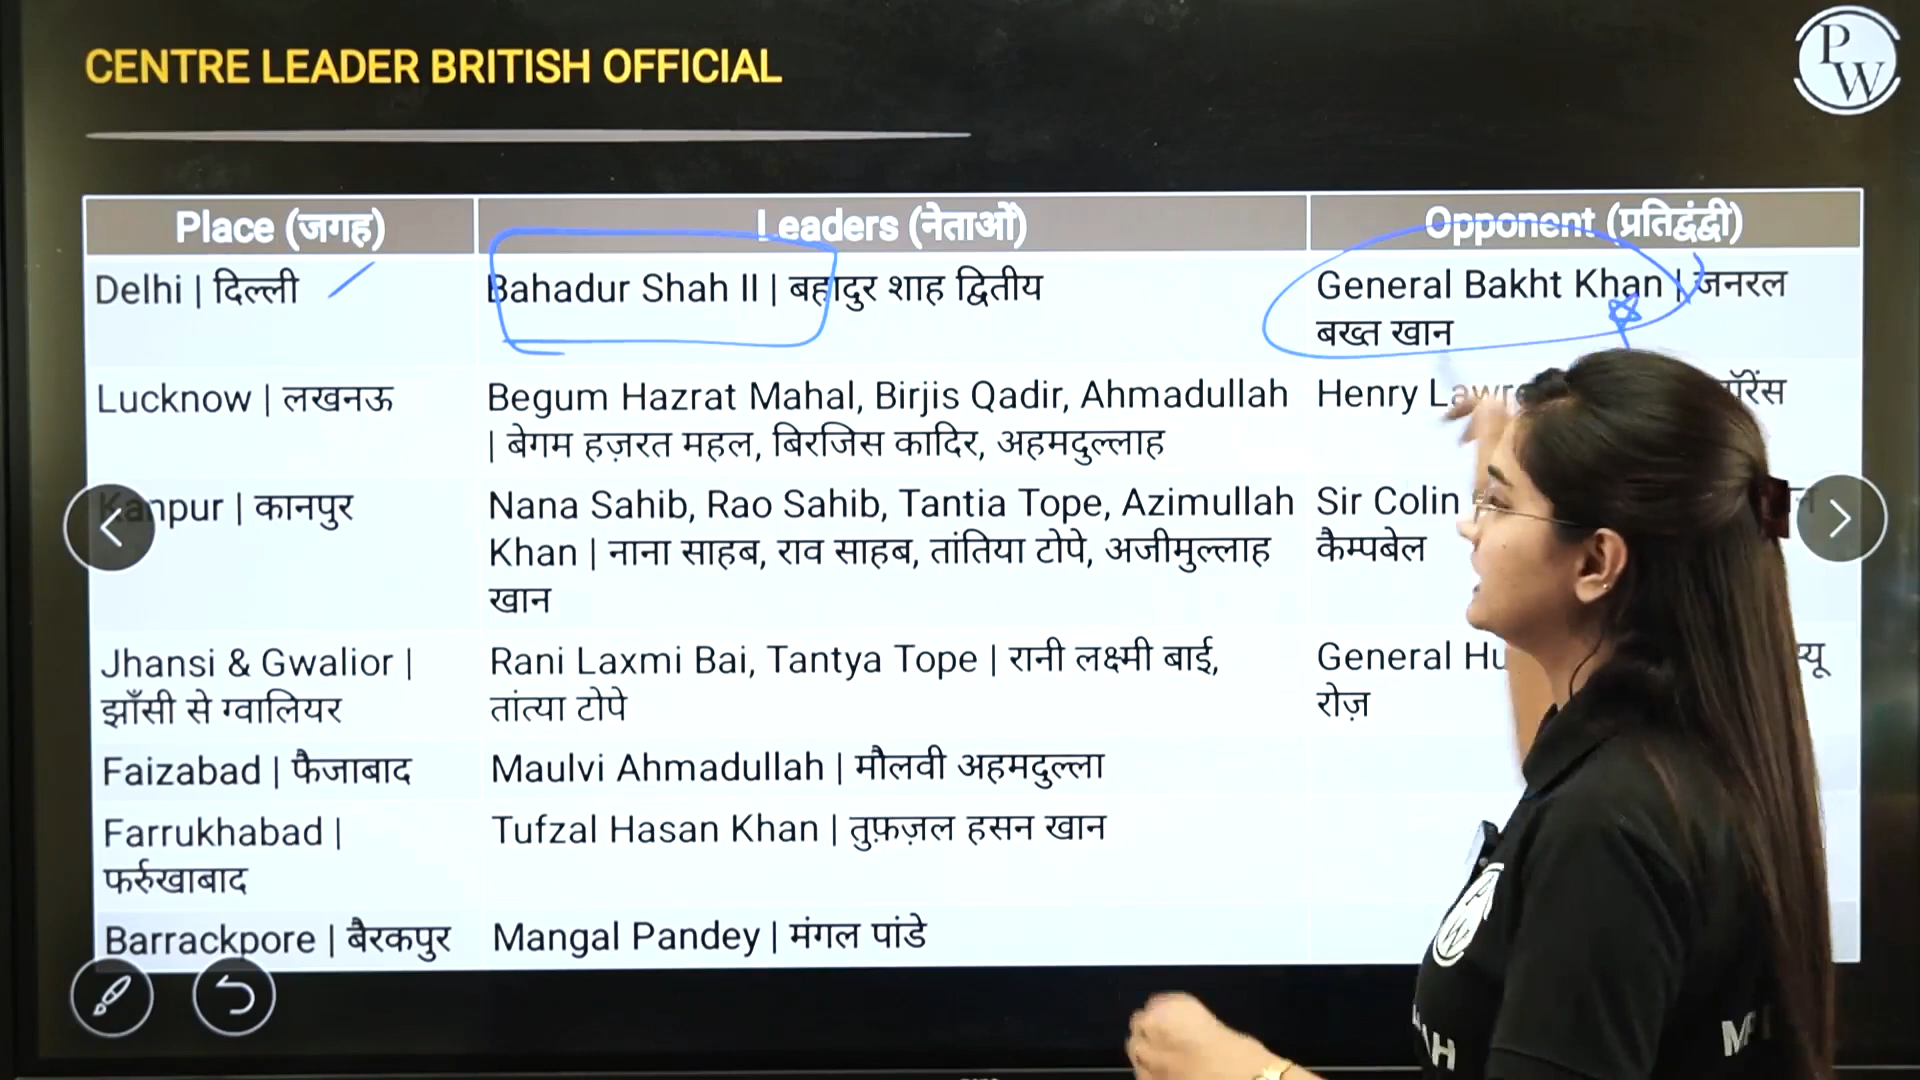 CENTRE LEADER BRITISH OFFICIAL
PW
Place (जगह)
Leaders (नेताओं)
Opponent (प्रतिद्वंद्वी)
Delhi | दिल्ली
Bahadur Shah II | बहादुर शाह द्वितीय
General Bakht Khan | जनरल
बख्त खान
Lucknow | लखनऊ
Begum Hazrat Mahal, Birjis Qadir, Ahmadullah
| बेगम हज़रत महल, बिरजिस कादिर, अहमदुल्लाह
Henry
Kanpur | कानपुर
Nana Sahib, Rao Sahib, Tantia Tope, Azimullah
Khan | नाना साहब, राव साहब, तांतिया टोपे, अजीमुल्लाह
खान
Sir Colin
कैम्पबेल
Jhansi & Gwalior |
झाँसी से ग्वालियर
Rani Laxmi Bai, Tantya Tope | रानी लक्ष्मी बाई,
तांत्या टोपे
General
रोज़
Faizabad | फैजाबाद
Maulvi Ahmadullah | मौलवी अहमदुल्ला
Farrukhabad |
फर्रुखाबाद
Tufzal Hasan Khan | तुफ़ज़ल हसन खान
Barrackpore | बैरकपुर
Mangal Pandey | मंगल पांडे
PW